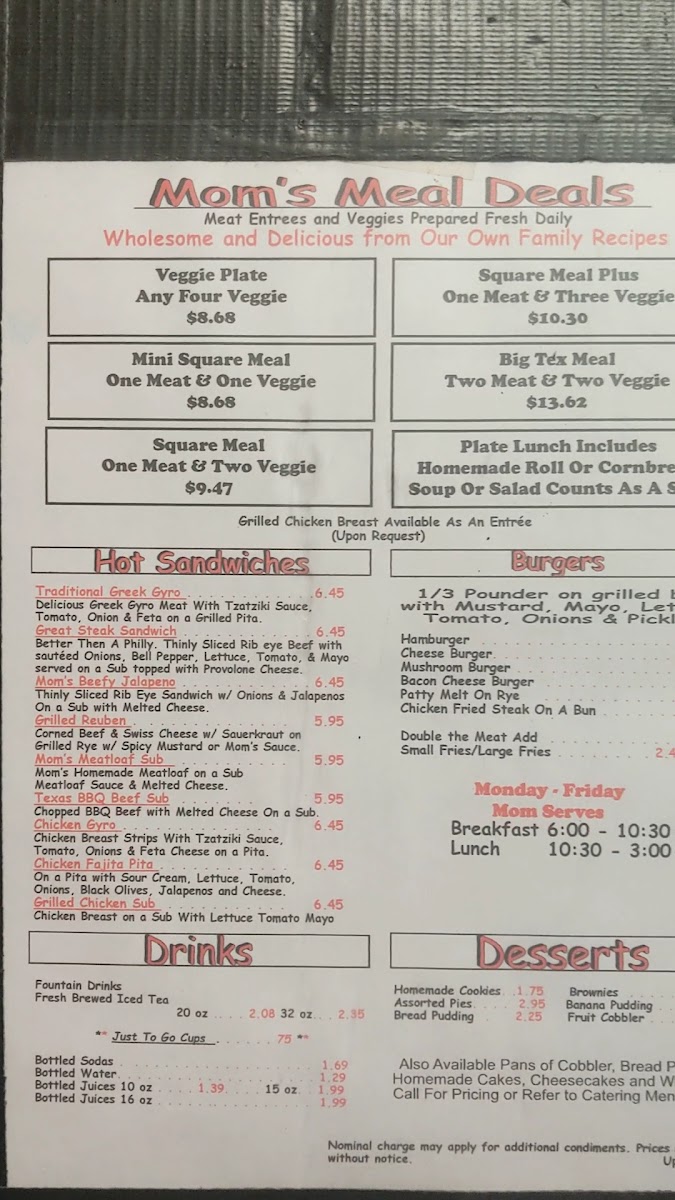 Mom's Meal Deals
Meat Entrees and Veggies Prepared Fresh Daily
Wholesome and Delicious from Our Own Family Recipes
Veggie Plate
Any Four Veggie
$8.68
Square Meal Plus
One Meat & Three Veggie
$10.30
Mini Square Meal
One Meat & One Veggie
$8.68
Big Tex Meal
Two Meat & Two Veggie
$13.62
Square Meal
One Meat & Two Veggie
$9.47
Plate Lunch Includes
Homemade Roll Or Cornbre
Soup Or Salad Counts As A S
Grilled Chicken Breast Available As An Entrée
(Upon Request)
Hot Sandwiches
Traditional Greek Gyro 6.45
Delicious Greek Gyro Meat With Tzatziki Sauce,
Tomato, Onion & Feta on a Grilled Pita.
Great Steak Sandwich 6.45
Better Then A Philly. Thinly Sliced Rib eye Beef with
sautéed Onions, Bell Pepper, Lettuce, Tomato, & Mayo
served on a Sub topped with Provolone Cheese.
Mom's Beefy Jalapeno 6.45
Thinly Sliced Rib Eye Sandwich w/ Onions & Jalapenos
On a Sub with Melted Cheese.
Grilled Reuben 5.95
Corned Beef & Swiss Cheese w/ Sauerkraut on
Grilled Rye w/ Spicy Mustard or Mom's Sauce.
Mom's Meatloaf Sub 5.95
Mom's Homemade Meatloaf on a Sub
Meatloaf Sauce & Melted Cheese.
Texas BBQ Beef Sub 5.95
Chopped BBQ Beef with Melted Cheese On a Sub.
Chicken Gyro 6.45
Chicken Breast Strips With Tzatziki Sauce,
Tomato, Onions & Feta Cheese on a Pita.
Chicken Fajita Pita 6.45
On a Pita with Sour Cream, Lettuce, Tomato,
Onions, Black Olives, Jalapenos and Cheese.
Grilled Chicken Sub 6.45
Chicken Breast on a Sub With Lettuce Tomato Mayo
Burgers
1/3 Pounder on grilled b
with Mustard, Mayo, Let
Tomato, Onions & Pickl
Hamburger
Cheese Burger
Mushroom Burger
Bacon Cheese Burger
Patty Melt On Rye
Chicken Fried Steak On A Bun
Double the Meat Add
Small Fries/Large Fries 2.4
Monday - Friday
Mom Serves
Breakfast 6:00 - 10:30
Lunch 10:30 - 3:00
Drinks
Fountain Drinks
Fresh Brewed Iced Tea
20 oz .... 2.08 32 oz... 2.35
** Just To Go Cups ...... 75 **
Bottled Sodas 1.69
Bottled Water 1.29
Bottled Juices 10 oz 1.39 15 oz 1.99
Bottled Juices 16 oz 1.99
Desserts
Homemade Cookies 1.75 Brownies
Assorted Pies 2.95 Banana Pudding
Bread Pudding 2.25 Fruit Cobbler
Also Available Pans of Cobbler, Bread P
Homemade Cakes, Cheesecakes and W
Call For Pricing or Refer to Catering Men
Nominal charge may apply for additional condiments. Prices
without notice. Up